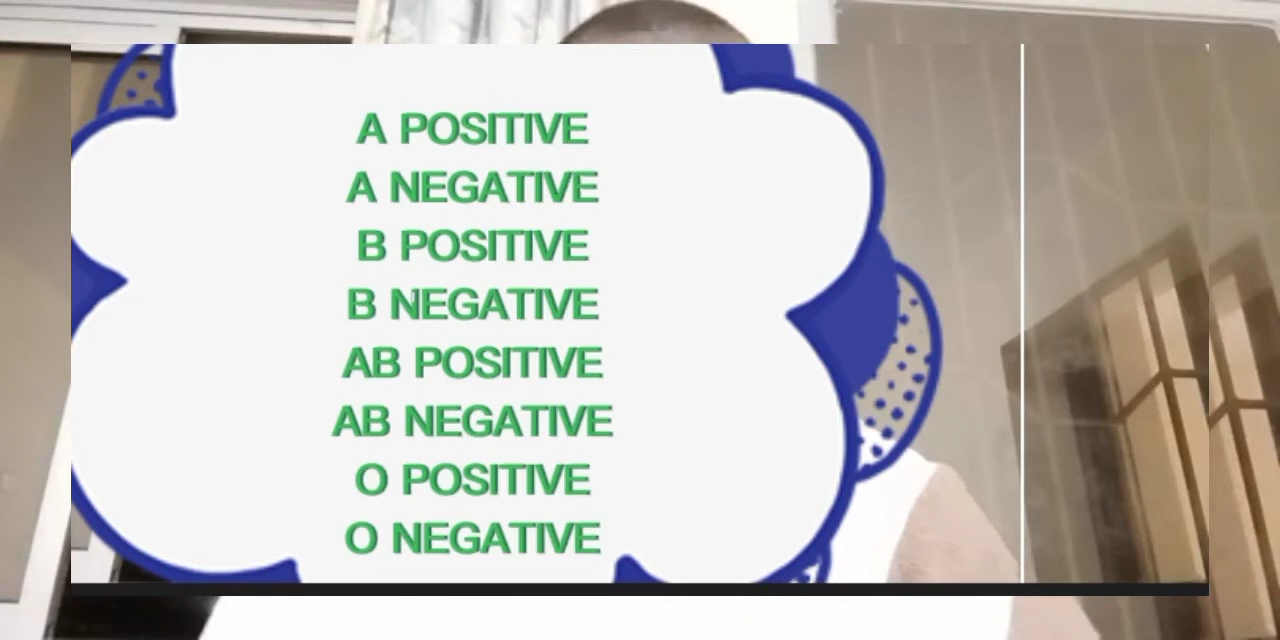 A POSITIVE
A NEGATIVE
B POSITIVE
B NEGATIVE
AB POSITIVE
AB NEGATIVE
O POSITIVE
O NEGATIVE